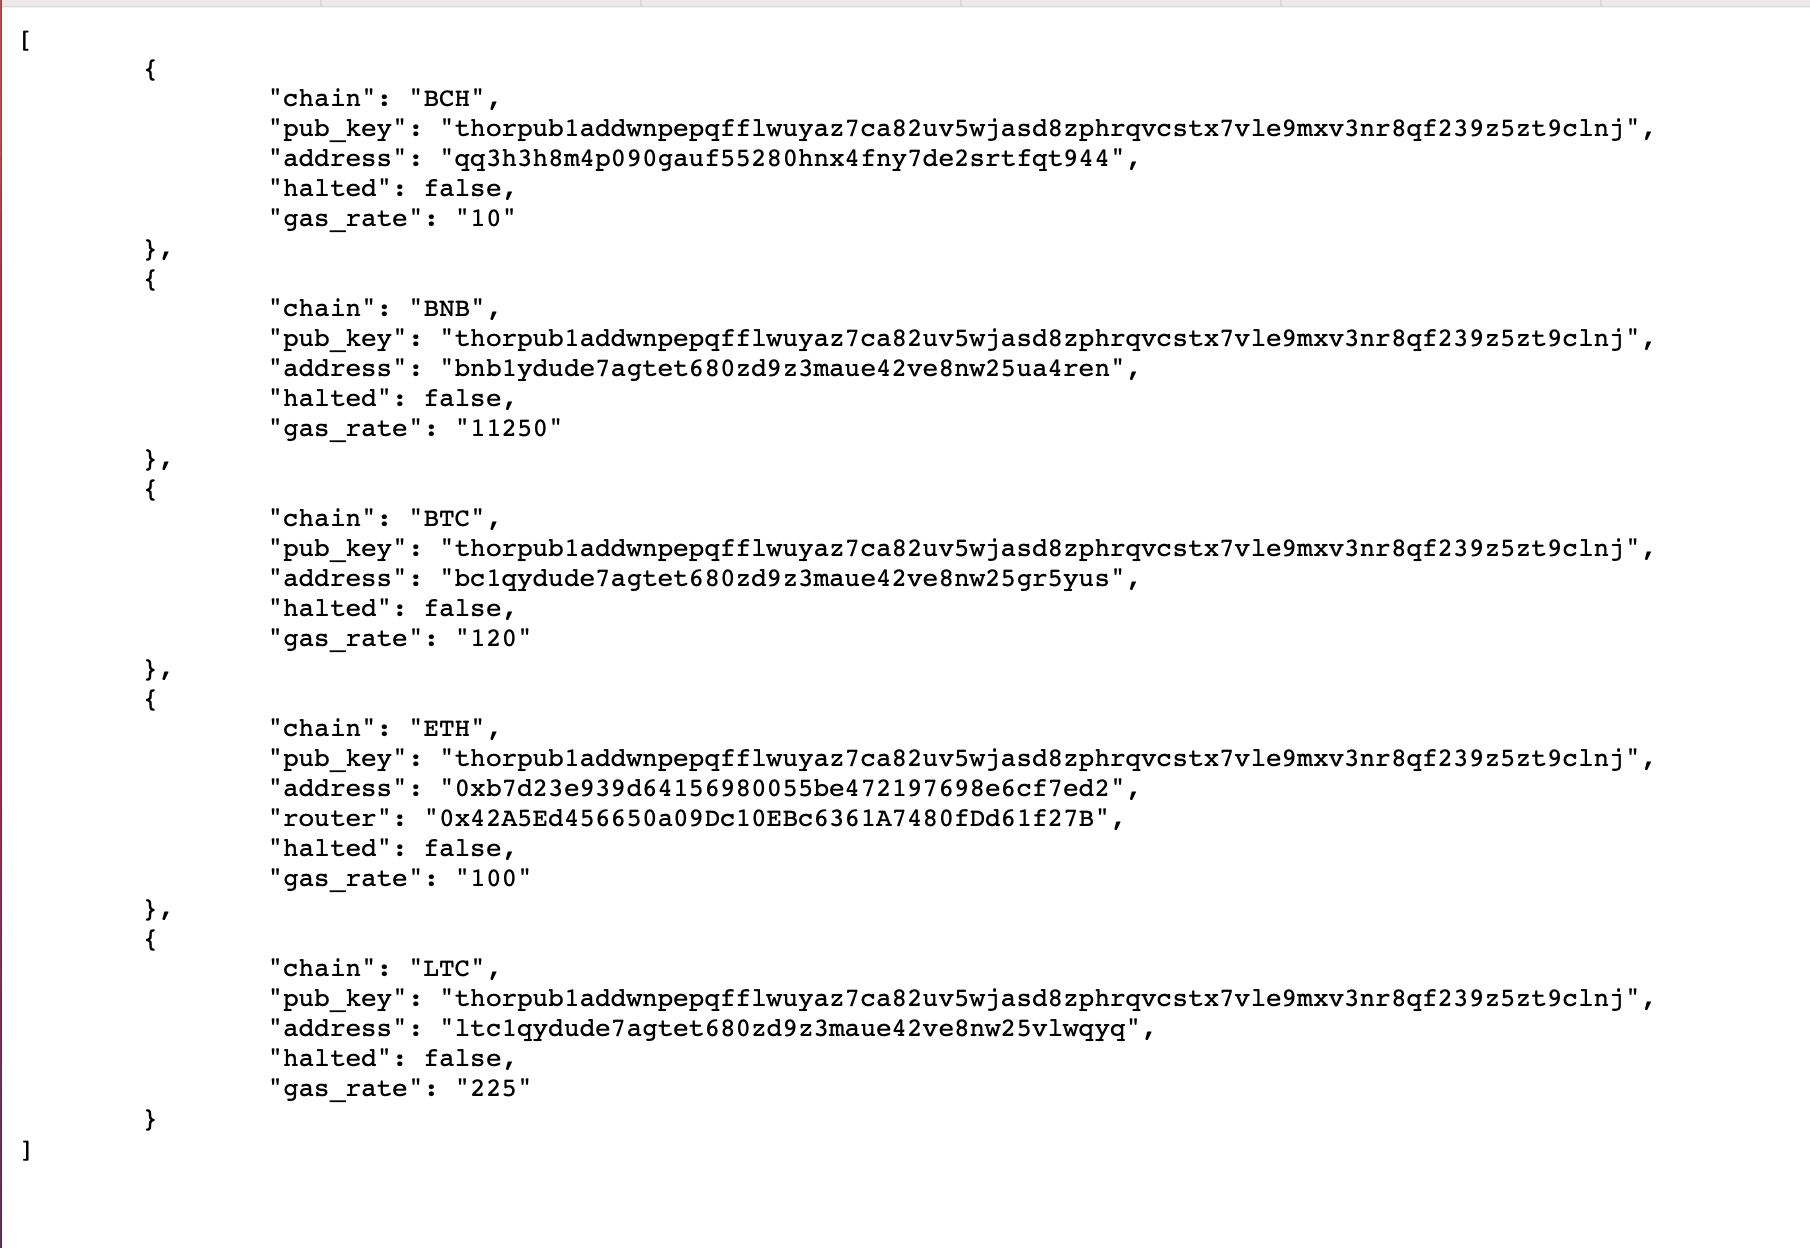 [
{
"chain": "BCH",
"pub_key": "thorpub1addwnpepqfflwuyaz7ca82uv5wjasd8zphrqvcstx7vle9mxv3nr8qf239z5zt9clnj",
"address": "qq3h3h8m4p090gauf55280hnx4fny7de2srtfqt944",
"halted": false,
"gas_rate": "10"
},
{
"chain": "BNB",
"pub_key": "thorpub1addwnpepqfflwuyaz7ca82uv5wjasd8zphrqvcstx7vle9mxv3nr8qf239z5zt9clnj",
"address": "bnb1ydude7agtet680zd9z3maue42ve8nw25ua4ren",
"halted": false,
"gas_rate": "11250"
},
{
"chain": "BTC",
"pub_key": "thorpub1addwnpepqfflwuyaz7ca82uv5wjasd8zphrqvcstx7vle9mxv3nr8qf239z5zt9clnj",
"address": "bc1qydude7agtet680zd9z3maue42ve8nw25gr5yus",
"halted": false,
"gas_rate": "120"
},
{
"chain": "ETH",
"pub_key": "thorpub1addwnpepqfflwuyaz7ca82uv5wjasd8zphrqvcstx7vle9mxv3nr8qf239z5zt9clnj",
"address": "0xb7d23e939d64156980055be472197698e6cf7ed2",
"router": "0x42A5Ed456650a09Dc10EBc6361A7480fDd61f27B",
"halted": false,
"gas_rate": "100"
},
{
"chain": "LTC",
"pub_key": "thorpub1addwnpepqfflwuyaz7ca82uv5wjasd8zphrqvcstx7vle9mxv3nr8qf239z5zt9clnj",
"address": "ltc1qydude7agtet680zd9z3maue42ve8nw25vlwqyq",
"halted": false,
"gas_rate": "225"
}
]